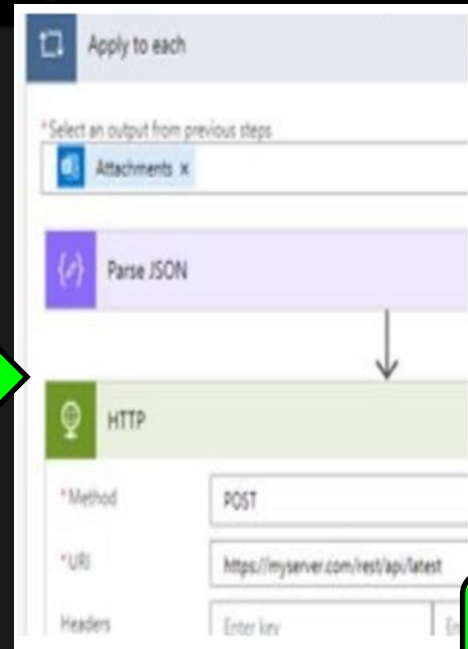 Apply to each
*Select an output from previous steps
Attachments ×
Parse JSON
HTTP
*Method
POST
*URI
https://myserver.com/rest/api/latest
Headers
Enter key